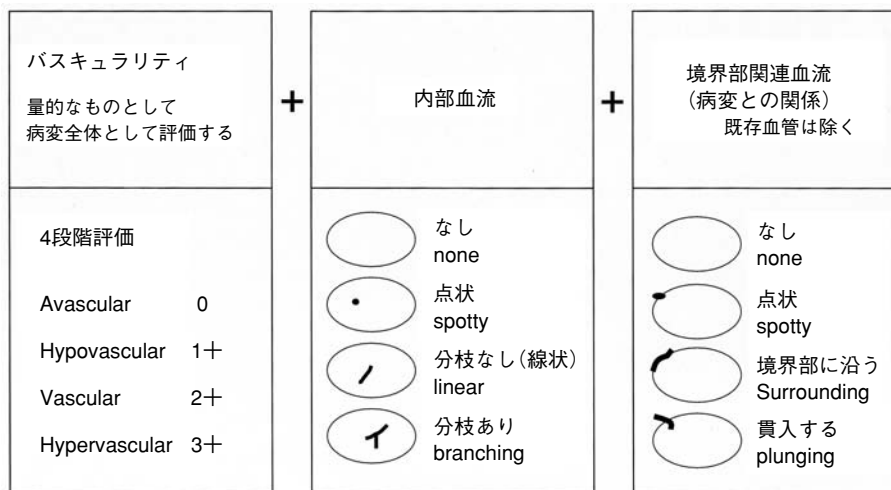 バスキュラリティ
量的なものとして
病変全体として評価する
+
内部血流
+
境界部関連血流
(病変との関係)
既存血管は除く
4段階評価
Avascular 0
Hypovascular 1+
Vascular 2+
Hypervascular 3+
なし
none
点状
spotty
分枝なし(線状)
linear
分枝あり
branching
なし
none
点状
spotty
境界部に沿う
Surrounding
貫入する
plunging